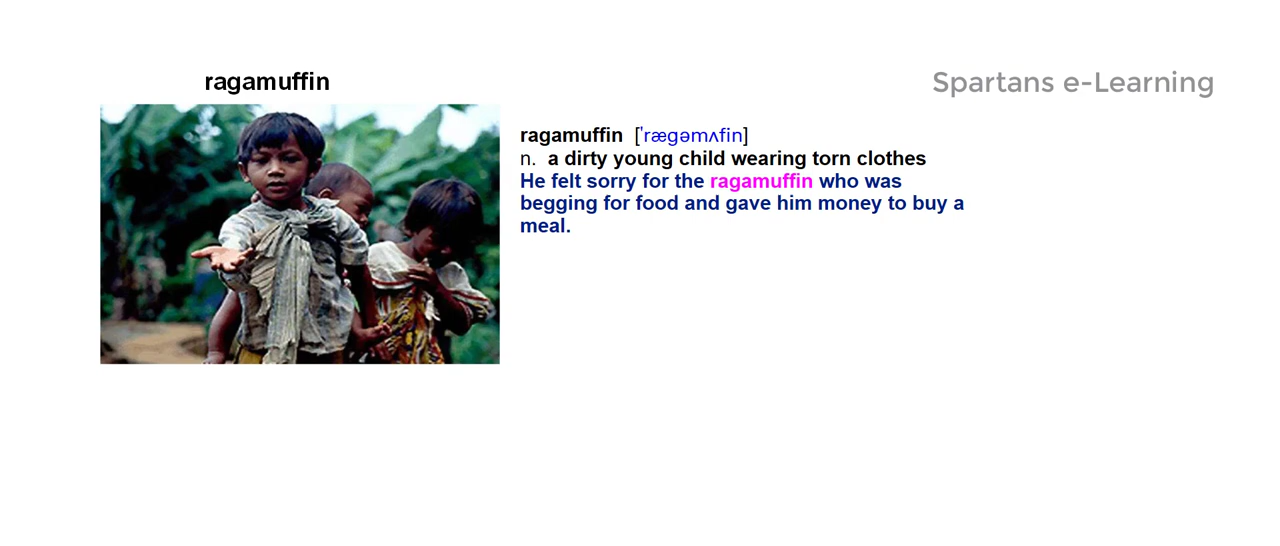 ragamuffin
Spartans e-Learning
ragamuffin [ˈrægəmʌfin]
n. a dirty young child wearing torn clothes
He felt sorry for the ragamuffin who was
begging for food and gave him money to buy a
meal.